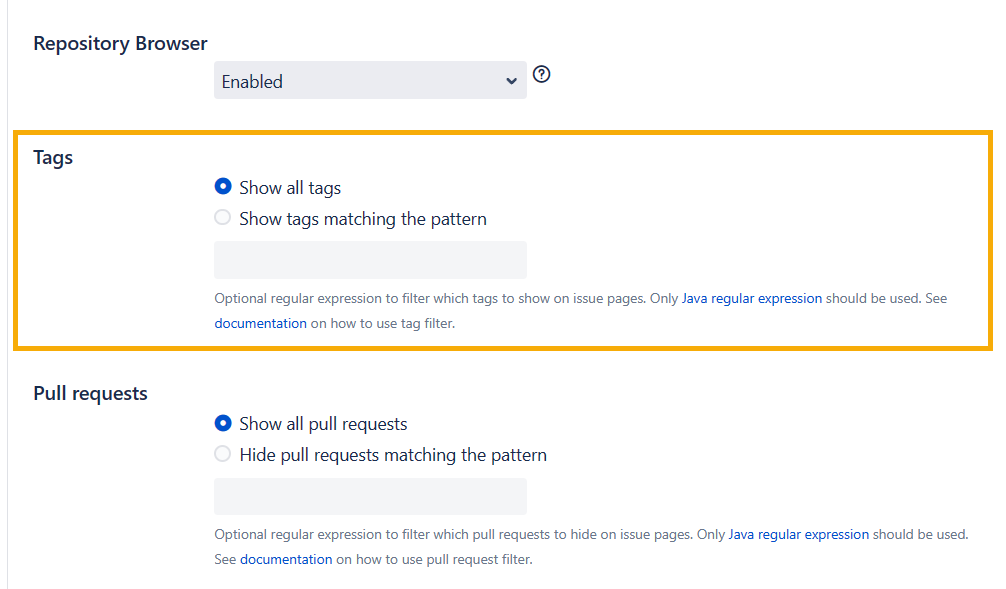 Repository Browser
Enabled
Tags
Show all tags
Show tags matching the pattern
Optional regular expression to filter which tags to show on issue pages. Only Java regular expression should be used. See
documentation on how to use tag filter.
Pull requests
Show all pull requests
Hide pull requests matching the pattern
Optional regular expression to filter which pull requests to hide on issue pages. Only Java regular expression should be used.
See documentation on how to use pull request filter.